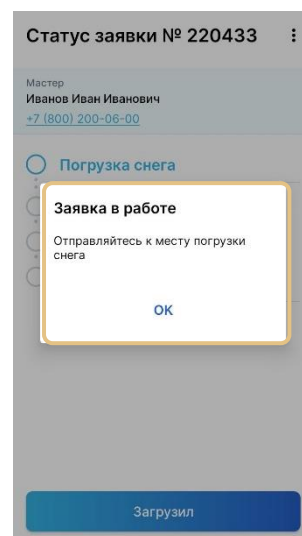 Статус заявки № 220433
Мастер
Иванов Иван Иванович
+7 (800) 200-06-00
Погрузка снега
Заявка в работе
Отправляйтесь к месту погрузки
снега
ОК
Загрузил